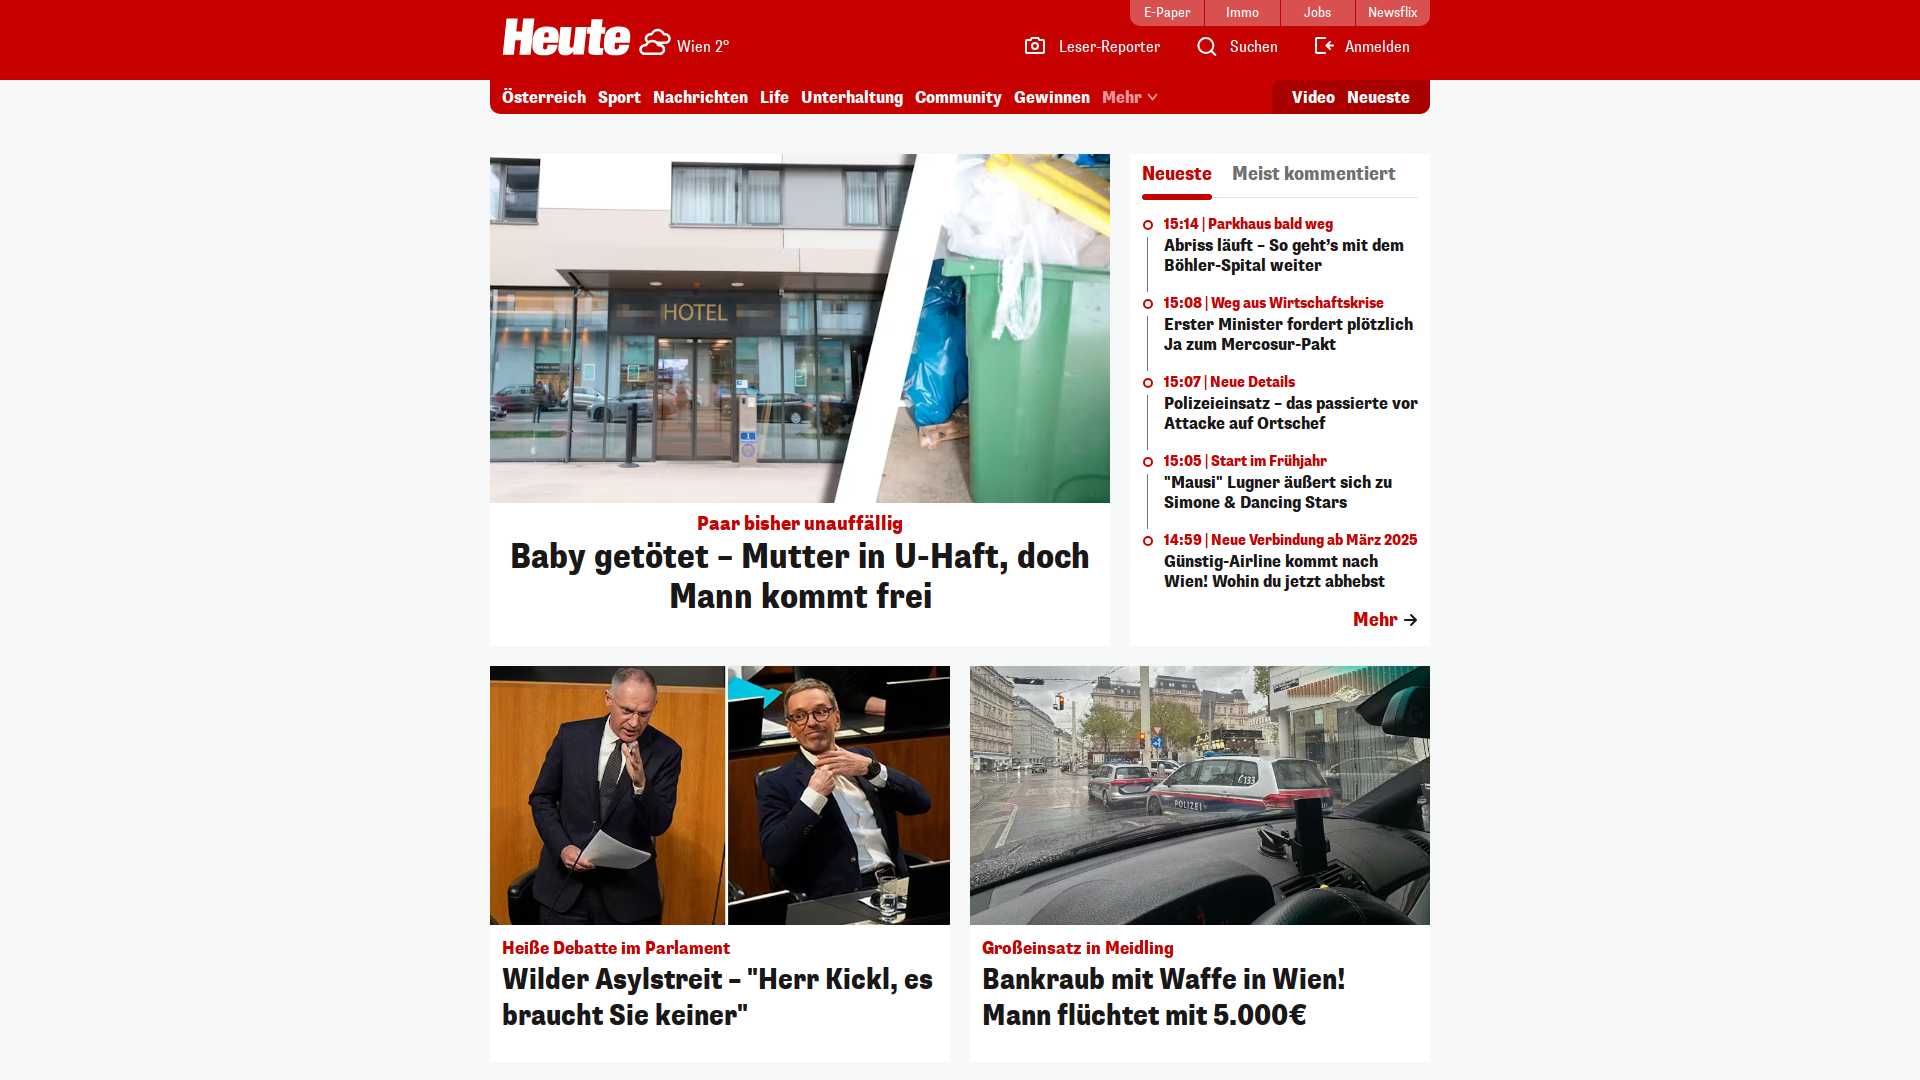 E-Paper
Immo
Jobs
Newsflix
Heute
Wien 2°
Leser-Reporter
Suchen
Anmelden
Österreich
Sport
Nachrichten
Life
Unterhaltung
Community
Gewinnen
Mehr
Video
Neueste
HOTEL
Paar bisher unauffällig
Baby getötet – Mutter in U-Haft, doch
Mann kommt frei
Neueste
Meist kommentiert
15:14 | Parkhaus bald weg
Abriss läuft – So geht’s mit dem
Böhler-Spital weiter
15:08 | Weg aus Wirtschaftskrise
Erster Minister fordert plötzlich
Ja zum Mercosur-Pakt
15:07 | Neue Details
Polizeieinsatz – das passierte vor
Attacke auf Ortschef
15:05 | Start im Frühjahr
"Mausi" Lugner äußert sich zu
Simone & Dancing Stars
14:59 | Neue Verbindung ab März 2025
Günstig-Airline kommt nach
Wien! Wohin du jetzt abhebst
Mehr
133
POLIZEI
Heiße Debatte im Parlament
Wilder Asylstreit – "Herr Kickl, es
braucht Sie keiner"
Großeinsatz in Meidling
Bankraub mit Waffe in Wien!
Mann flüchtet mit 5.000€